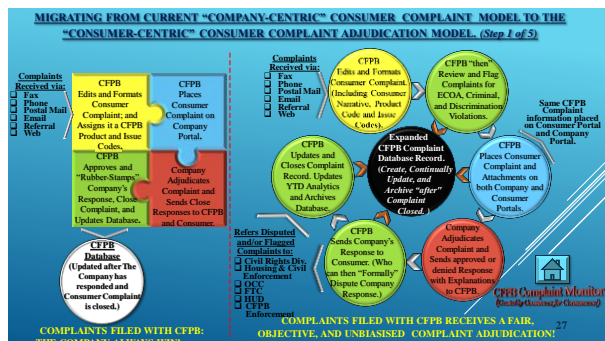 MIGRATING FROM CURRENT “COMPANY-CENTRIC” CONSUMER COMPLAINT MODEL TO THE
“CONSUMER-CENTRIC” CONSUMER COMPLAINT ADJUDICATION MODEL. (Step 1 of 5)
Complaints
Received via:
Fax
Phone
Postal Mail
Email
Referral
Web
CFPB
Edits and Formats
Consumer
Complaint; and
Assigns it a CFPB
Product and Issue
Codes.
CFPB
Places
Consumer
Complaint on
Company
Portal.
CFPB
Approves and
“Rubber-Stamps”
Company’s
Response, Close
Complaint, and
Updates Database.
Company
Adjudicates
Complaint and
Sends Close
Responses to CFPB
and Consumer.
CFPB
Database
(Updated after The
Company has
responded and
Consumer Complaint
is closed.)
COMPLAINTS FILED WITH CFPB:
THE COMPANY ALWAYS WIN!
Complaints
Received via:
Fax
Phone
Postal Mail
Email
Referral
Web
CFPB
Edits and Formats
Consumer Complaint.
(Including Consumer
Narrative, Product
Code and Issue
Codes).
CFPB “then”
Review and Flag
Complaints for
ECOA, Criminal,
and Discrimination
Violations.
Same CFPB
Complaint
information placed
on Consumer Portal
and Company
Portal.
CFPB
Places Consumer
Complaint and
Attachments on
both Company and
Consumer
Portals.
Company
Adjudicates
Complaint and
Sends approved or
denied Response
with Explanations
to CFPB.
CFPB
Sends Company’s
Response to
Consumer. (Who
can then “Formally”
Dispute Company
Response.)
CFPB
Updates and
Closes Complaint
Record. Updates
YTD Analytics
and Archives
Database.
Expanded
CFPB Complaint
Database Record.
(Create, Continually
Update, and
Archive “after”
Complaint
Closed. )
Refers Disputed
and/or Flagged
Complaints to:
Civil Rights Div.
Housing & Civil
Enforcement
OCC
FTC
HUD
CFPB
Enforcement
CFPB Complaint Monitor
27
COMPLAINTS FILED WITH CFPB RECEIVES A FAIR,
OBJECTIVE, AND UNBIASED COMPLAINT ADJUDICATION!